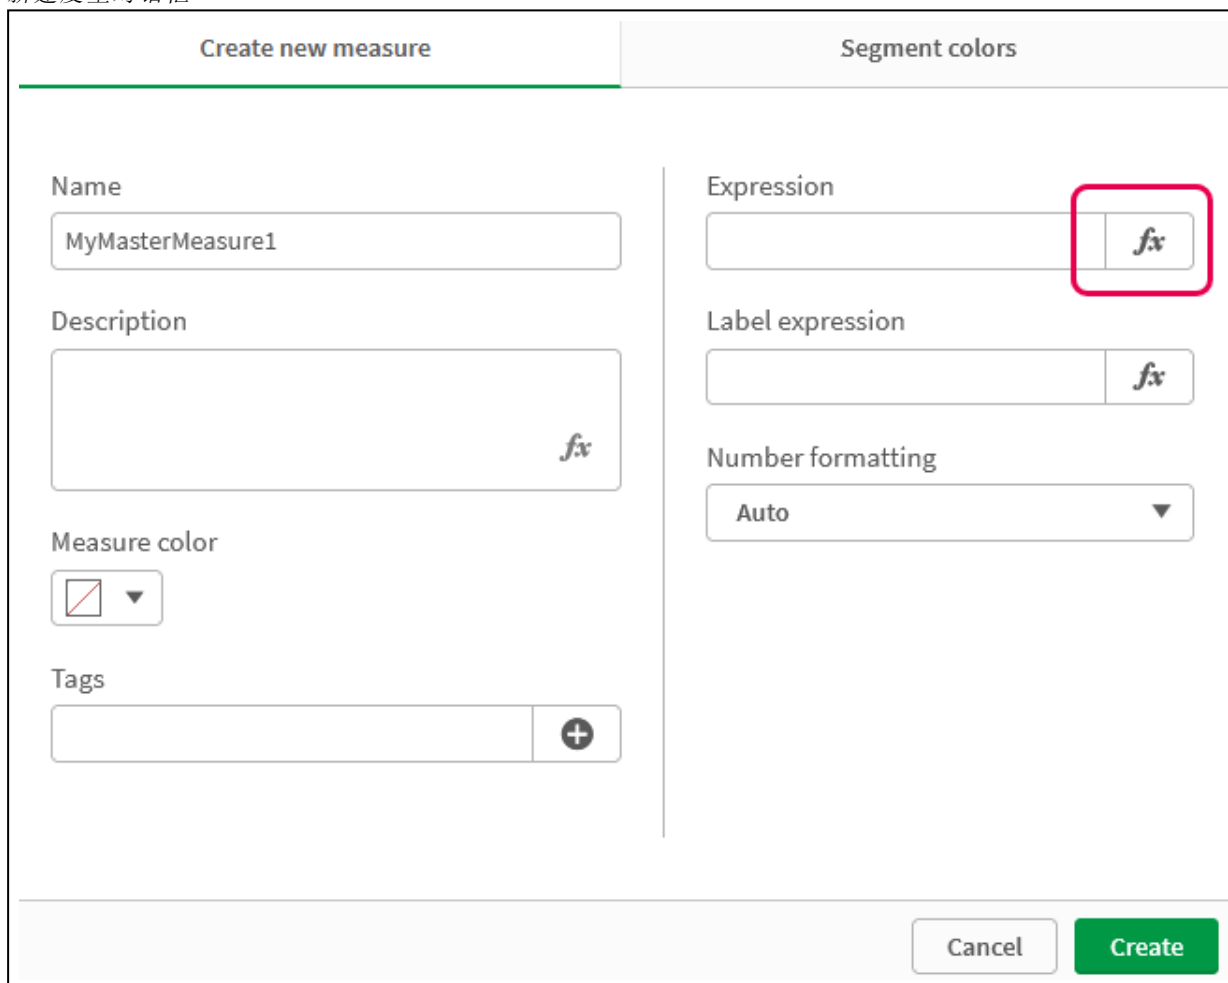 Create new measure
Segment colors
Name
MyMasterMeasure1
Description
fx
Measure color
Tags
Expression
fx
Label expression
fx
Number formatting
Auto
Cancel
Create